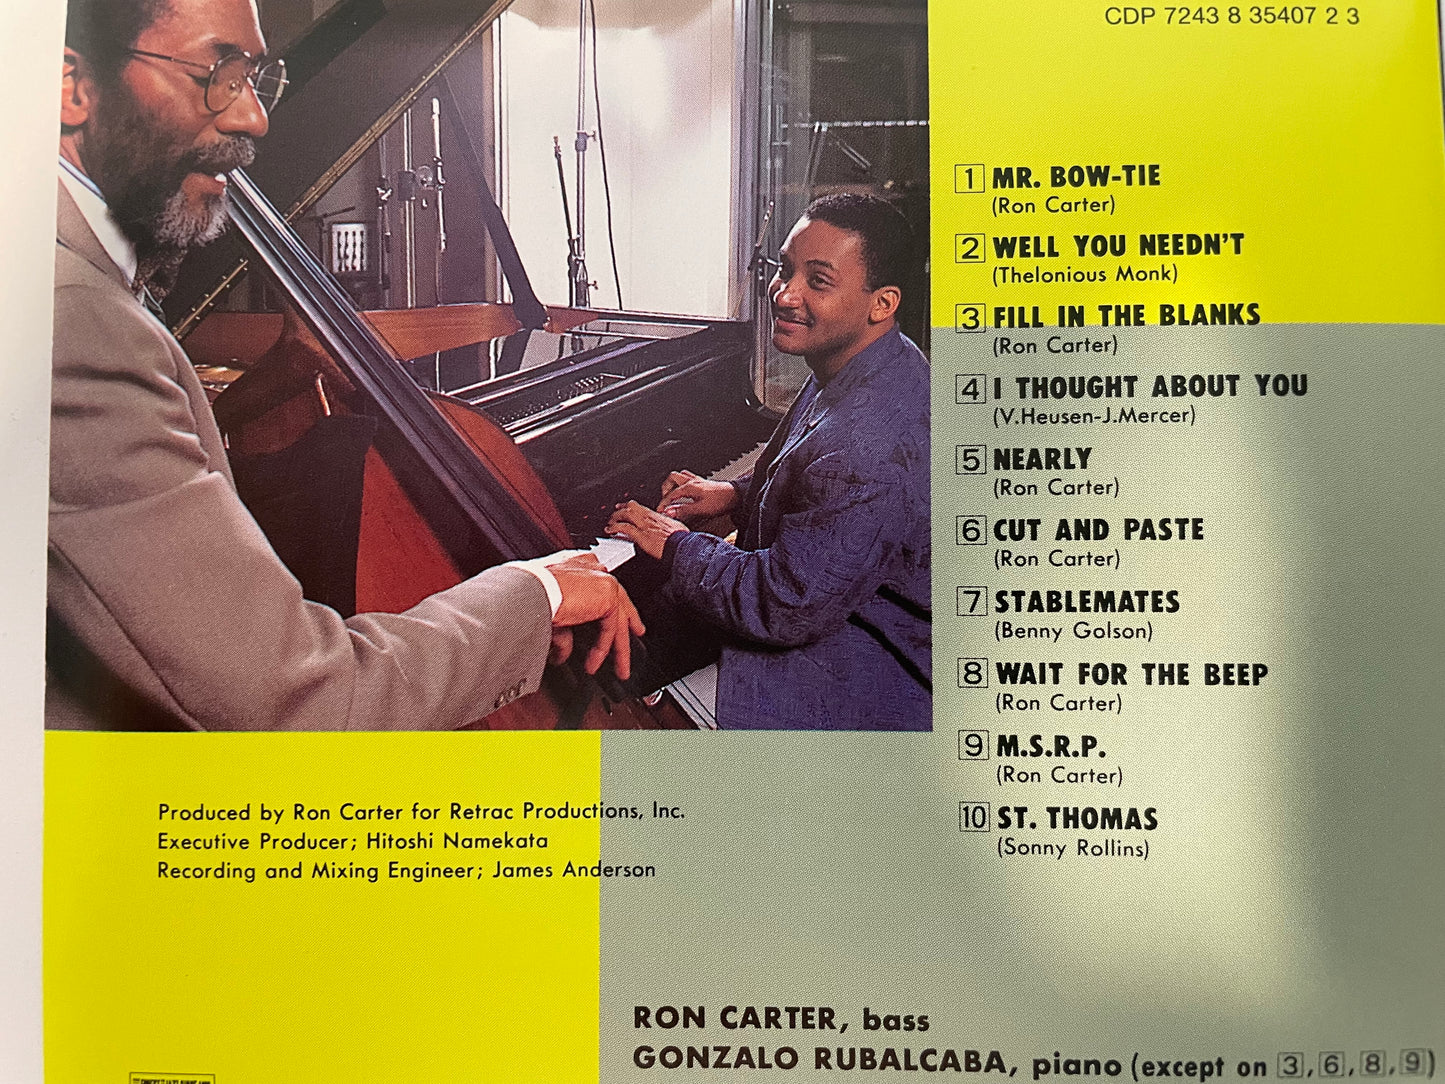 CDP 7243 8 35407 2 3
1 MR. BOW-TIE
(Ron Carter)
2 WELL YOU NEEDN'T
(Thelonious Monk)
3 FILL IN THE BLANKS
(Ron Carter)
4 I THOUGHT ABOUT YOU
(V.Heusen-J.Mercer)
5 NEARLY
(Ron Carter)
6 CUT AND PASTE
(Ron Carter)
7 STABLEMATES
(Benny Golson)
8 WAIT FOR THE BEEP
(Ron Carter)
9 M.S.R.P.
(Ron Carter)
10 ST. THOMAS
(Sonny Rollins)
Produced by Ron Carter for Retrac Productions, Inc.
Executive Producer; Hitoshi Namekata
Recording and Mixing Engineer; James Anderson
RON CARTER, bass
GONZALO RUBALCABA, piano (except on 3,6,8,9)